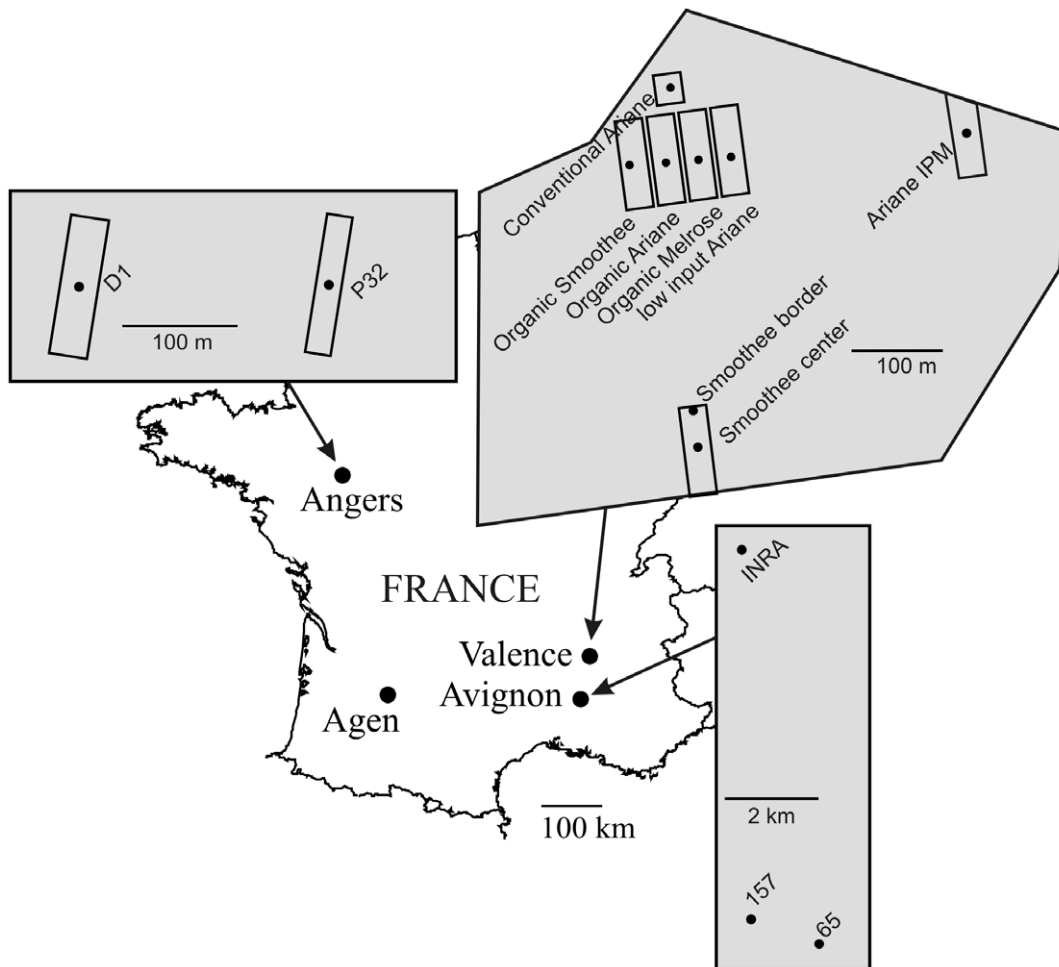 Conventional Ariane
Ariane IPM
Organic Smoothee
Organic Ariane
Organic Melrose
low input Ariane
D1
P32
100 m
Smoothee border
Smoothee center
100 m
Angers
INRA
FRANCE
Valence
Avignon
Agen
100 km
2 km
157
65